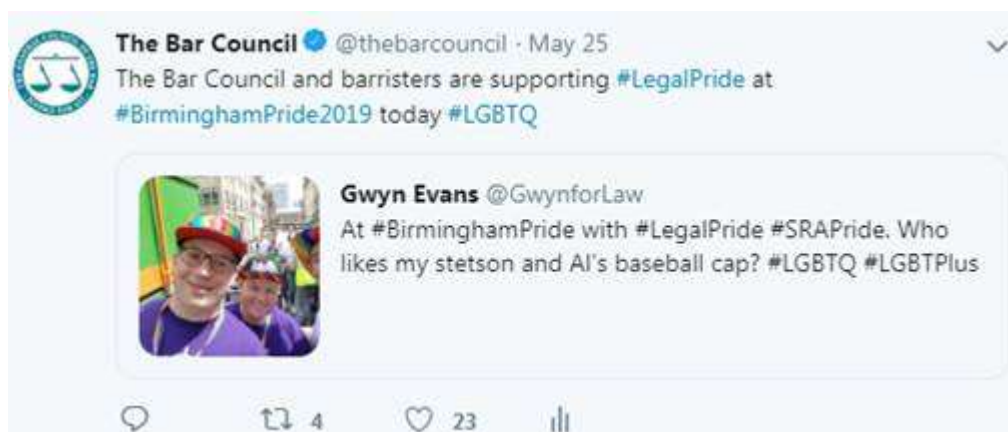 The Bar Council @thebarcouncil · May 25
The Bar Council and barristers are supporting #LegalPride at
#BirminghamPride2019 today #LGBTQ
Gwyn Evans @GwynforLaw
At #BirminghamPride with #LegalPride #SRAPride. Who
likes my stetson and Al's baseball cap? #LGBTQ #LGBTPlus
4 23